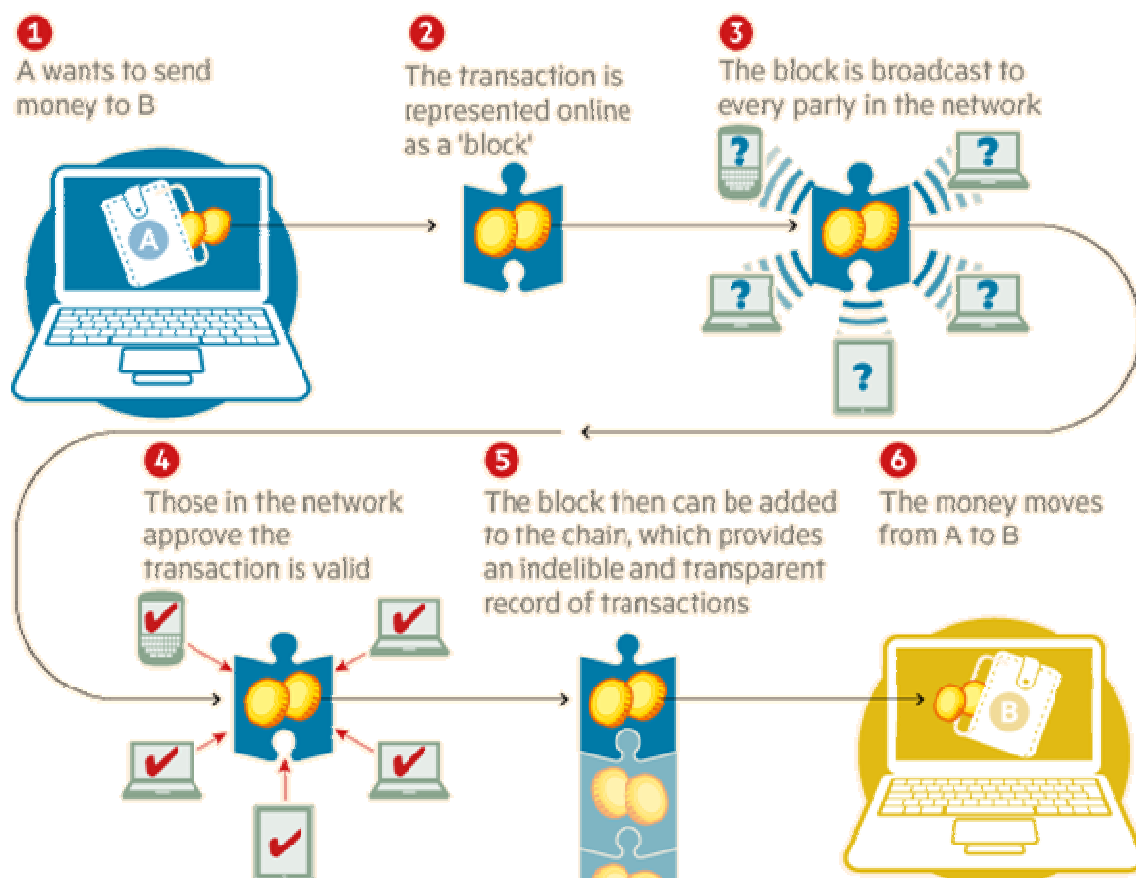 1
A wants to send
money to B
2
The transaction is
represented online
as a 'block'
3
The block is broadcast to
every party in the network
?
?
A
?
?
?
4
Those in the network
approve the
transaction is valid
5
The block then can be added
to the chain, which provides
an indelible and transparent
record of transactions
6
The money moves
from A to B
B